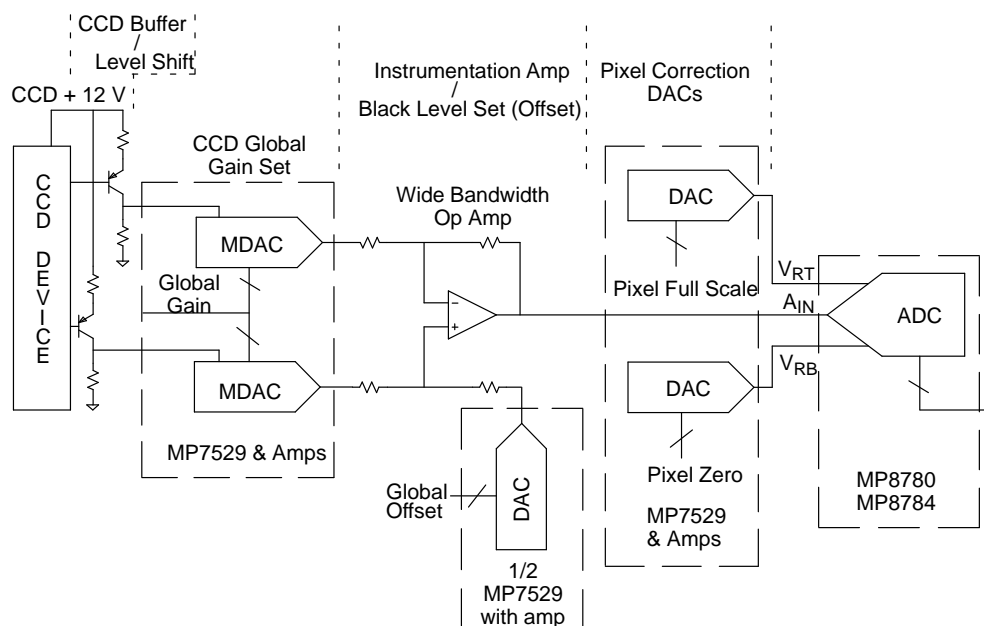 CCD Buffer
/
Level Shift
CCD + 12 V
Instrumentation Amp
/
Black Level Set (Offset)
Pixel Correction
DACs
CCD Global
Gain Set
Wide Bandwidth
Op Amp
CCD DEVICE
MDAC
Global
Gain
MDAC
MP7529 & Amps
−
+
Global
Offset
DAC
1/2
MP7529
with amp
DAC
Pixel Full Scale
DAC
Pixel Zero
MP7529
& Amps
VRT
AIN
VRB
ADC
MP8780
MP8784